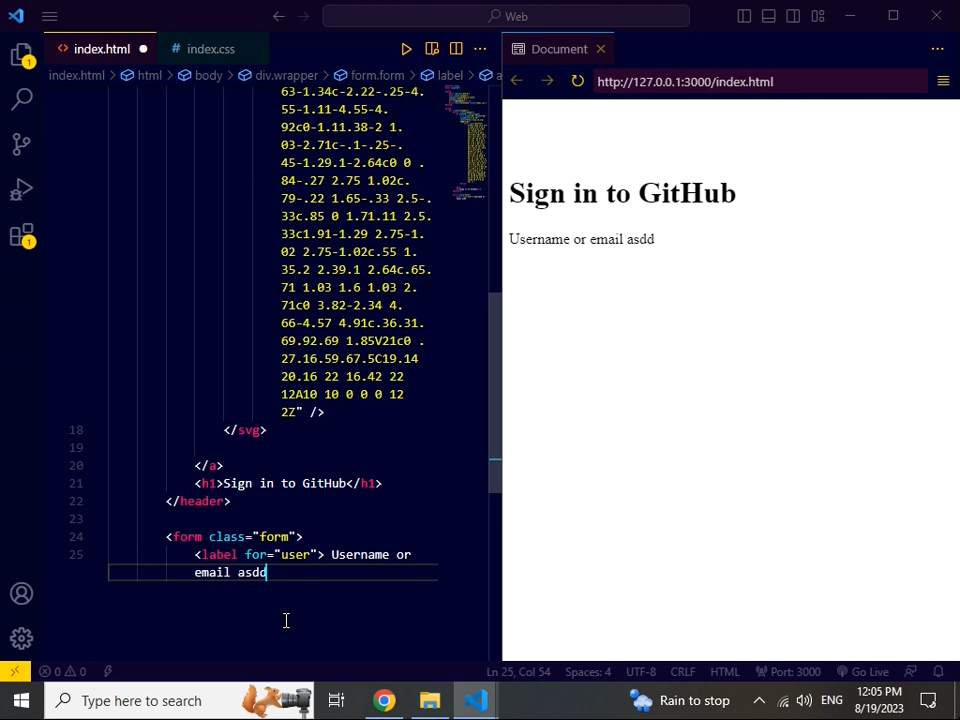 Web
index.html
index.css
Document
index.html > html > body > div.wrapper > form.form > label > a
http://127.0.0.1:3000/index.html
63-1.34c-2.22-.25-4.
55-1.11-4.55-4.
92c0-1.11.38-2 1.
03-2.71c-.1-.25-.
45-1.29.1-2.64c0 0 .
84-.27 2.75 1.02c.
79-.22 1.65-.33 2.5-.
33c.85 0 1.71.11 2.5.
33c1.91-1.29 2.75-1.
02 2.75-1.02c.55 1.
35.2 2.39.1 2.64c.65.
71 1.03 1.6 1.03 2.
71c0 3.82-2.34 4.
66-4.57 4.91c.36.31.
69.92.69 1.85V21c0 .
27.16.59.67.5C19.14
20.16 22 16.42 22
12A10 10 0 0 0 12
2Z" />
18 </svg>
19
20 </a>
21 <h1>Sign in to GitHub</h1>
22 </header>
23
24 <form class="form">
25 <label for="user"> Username or
email asdd
Sign in to GitHub
Username or email asdd
1
1
0 0
Ln 25, Col 54
Spaces: 4
UTF-8
CRLF
HTML
Port: 3000
Go Live
Type here to search
Rain to stop
ENG
12:05 PM
8/19/2023